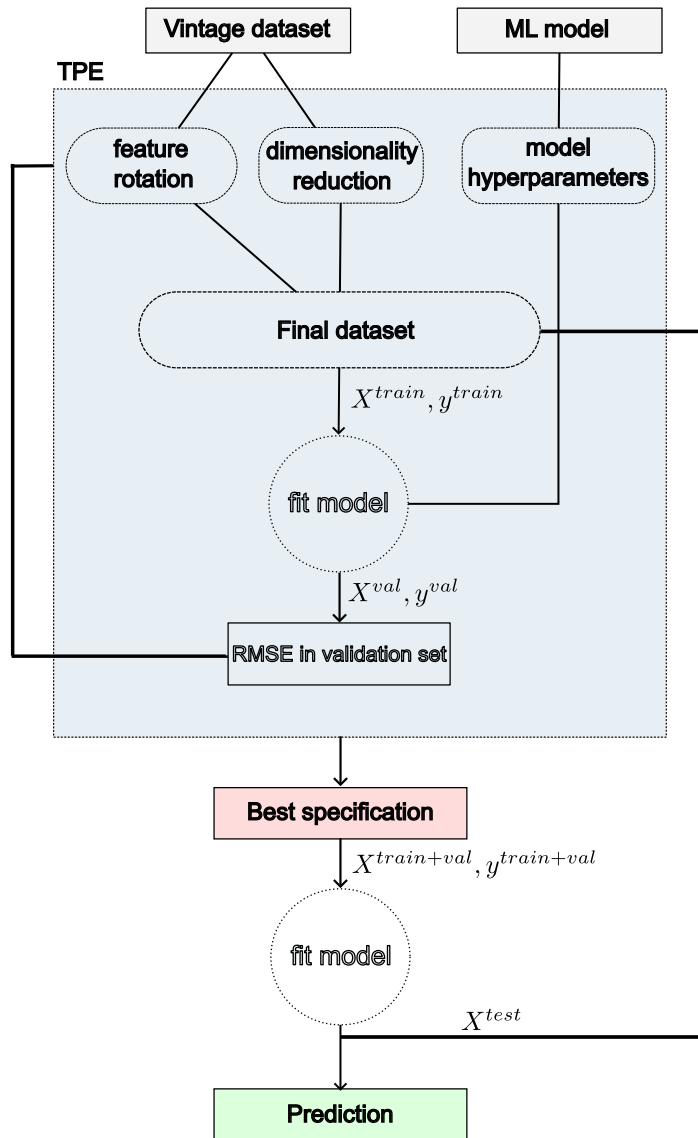 Vintage dataset
ML model
TPE
feature
rotation
dimensionality
reduction
model
hyperparameters
Final dataset
X^{train}, y^{train}
fit model
X^{val}, y^{val}
RMSE in validation set
Best specification
X^{train+val}, y^{train+val}
fit model
X^{test}
Prediction